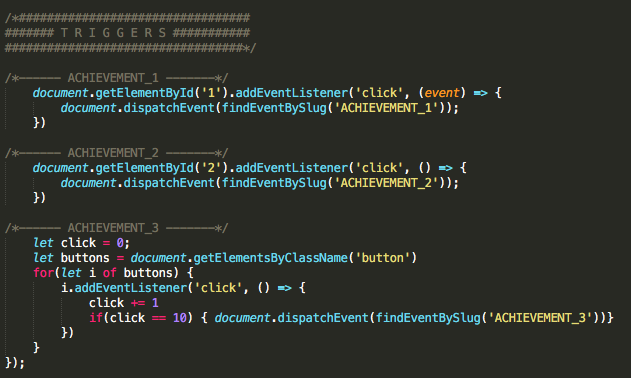 /*#################################
####### T R I G G E R S ###########
##################################*/
/*—————— ACHIEVEMENT_1 ———————*/
document.getElementById('1').addEventListener('click', (event) => {
document.dispatchEvent(findEventBySlug('ACHIEVEMENT_1'));
})
/*—————— ACHIEVEMENT_2 ———————*/
document.getElementById('2').addEventListener('click', () => {
document.dispatchEvent(findEventBySlug('ACHIEVEMENT_2'));
})
/*—————— ACHIEVEMENT_3 ———————*/
let click = 0;
let buttons = document.getElementsByClassName('button')
for(let i of buttons) {
i.addEventListener('click', () => {
click += 1
if(click == 10) { document.dispatchEvent(findEventBySlug('ACHIEVEMENT_3'))}
})
}
});